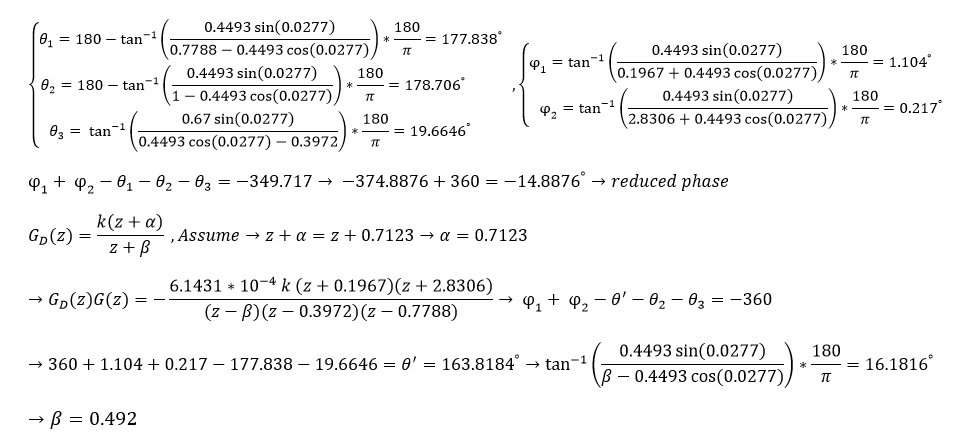 θ₁ = 180 − tan⁻¹(0.4493 sin(0.0277) / (0.7788 − 0.4493 cos(0.0277))) * 180/π = 177.838°
θ₂ = 180 − tan⁻¹(0.4493 sin(0.0277) / (1 − 0.4493 cos(0.0277))) * 180/π = 178.706°
θ₃ = tan⁻¹(0.67 sin(0.0277) / (0.4493 cos(0.0277) − 0.3972)) * 180/π = 19.6646°
, φ₁ = tan⁻¹(0.4493 sin(0.0277) / (0.1967 + 0.4493 cos(0.0277))) * 180/π = 1.104°
φ₂ = tan⁻¹(0.4493 sin(0.0277) / (2.8306 + 0.4493 cos(0.0277))) * 180/π = 0.217°
φ₁ + φ₂ − θ₁ − θ₂ − θ₃ = −349.717 → −374.8876 + 360 = −14.8876° → reduced phase
G_D(z) = k(z + α) / (z + β) , Assume → z + α = z + 0.7123 → α = 0.7123
→ G_D(z)G(z) = − 6.1431 * 10⁻⁴ k (z + 0.1967)(z + 2.8306) / ((z − β)(z − 0.3972)(z − 0.7788)) → φ₁ + φ₂ − θ′ − θ₂ − θ₃ = −360
→ 360 + 1.104 + 0.217 − 177.838 − 19.6646 = θ′ = 163.8184° → tan⁻¹(0.4493 sin(0.0277) / (β − 0.4493 cos(0.0277))) * 180/π = 16.1816°
→ β = 0.492